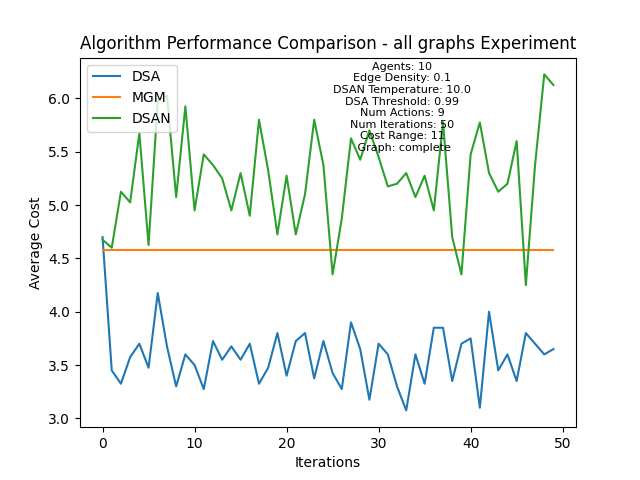 Algorithm Performance Comparison - all graphs Experiment
DSA
MGM
DSAN
Agents: 10
Edge Density: 0.1
DSAN Temperature: 10.0
DSA Threshold: 0.99
Num Actions: 9
Num Iterations: 50
Cost Range: 11
Graph: complete
Average Cost
6.0
5.5
5.0
4.5
4.0
3.5
3.0
0 10 20 30 40 50
Iterations